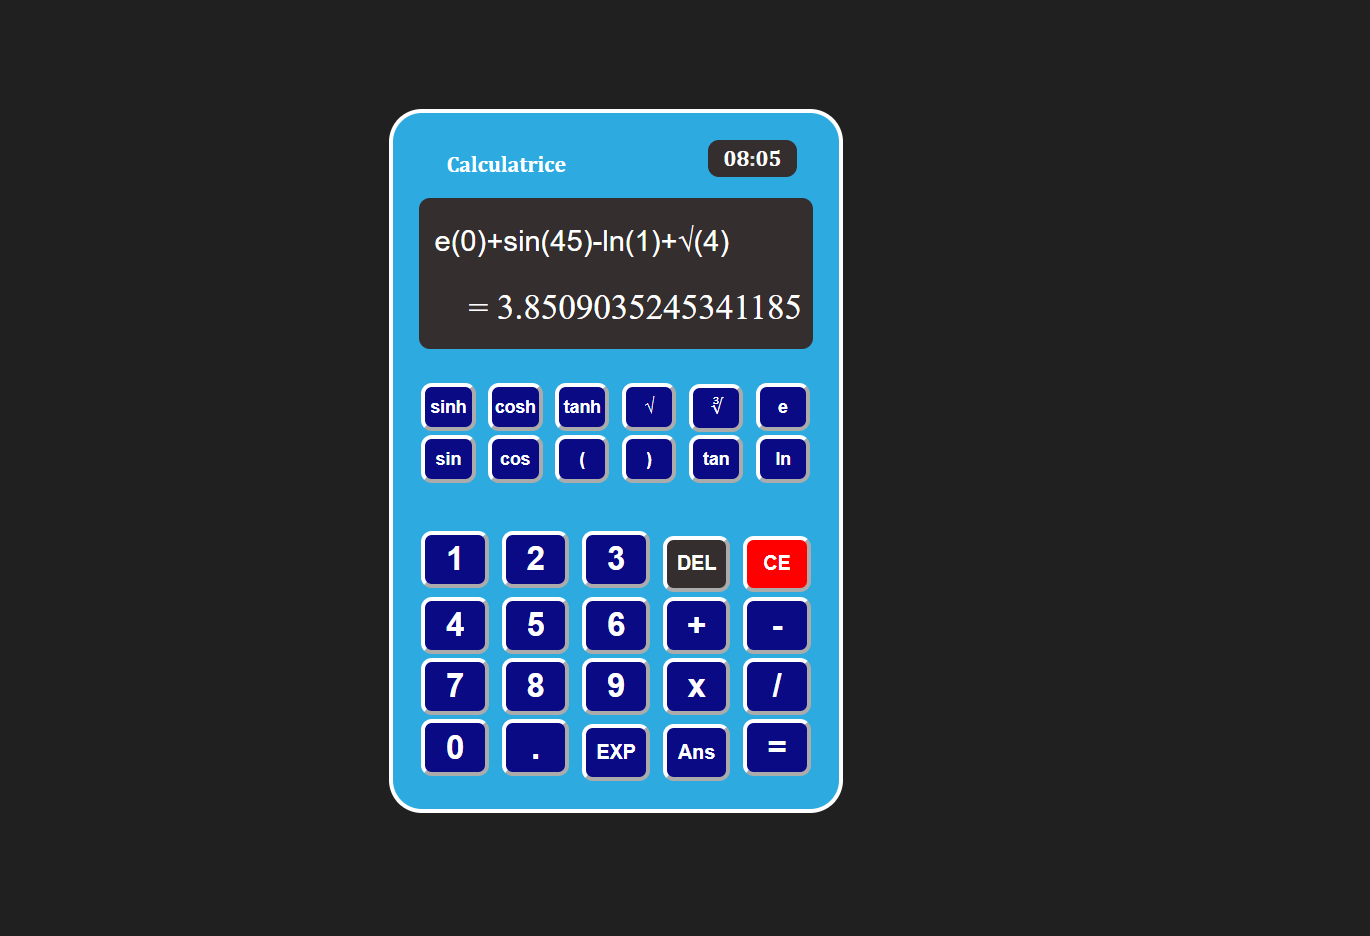 Calculatrice 08:05
e(0)+sin(45)-ln(1)+√(4)
= 3.8509035245341185
sinh cosh tanh √ ∛ e
sin cos ( ) tan ln
1 2 3 DEL CE
4 5 6 + -
7 8 9 x /
0 . EXP Ans =